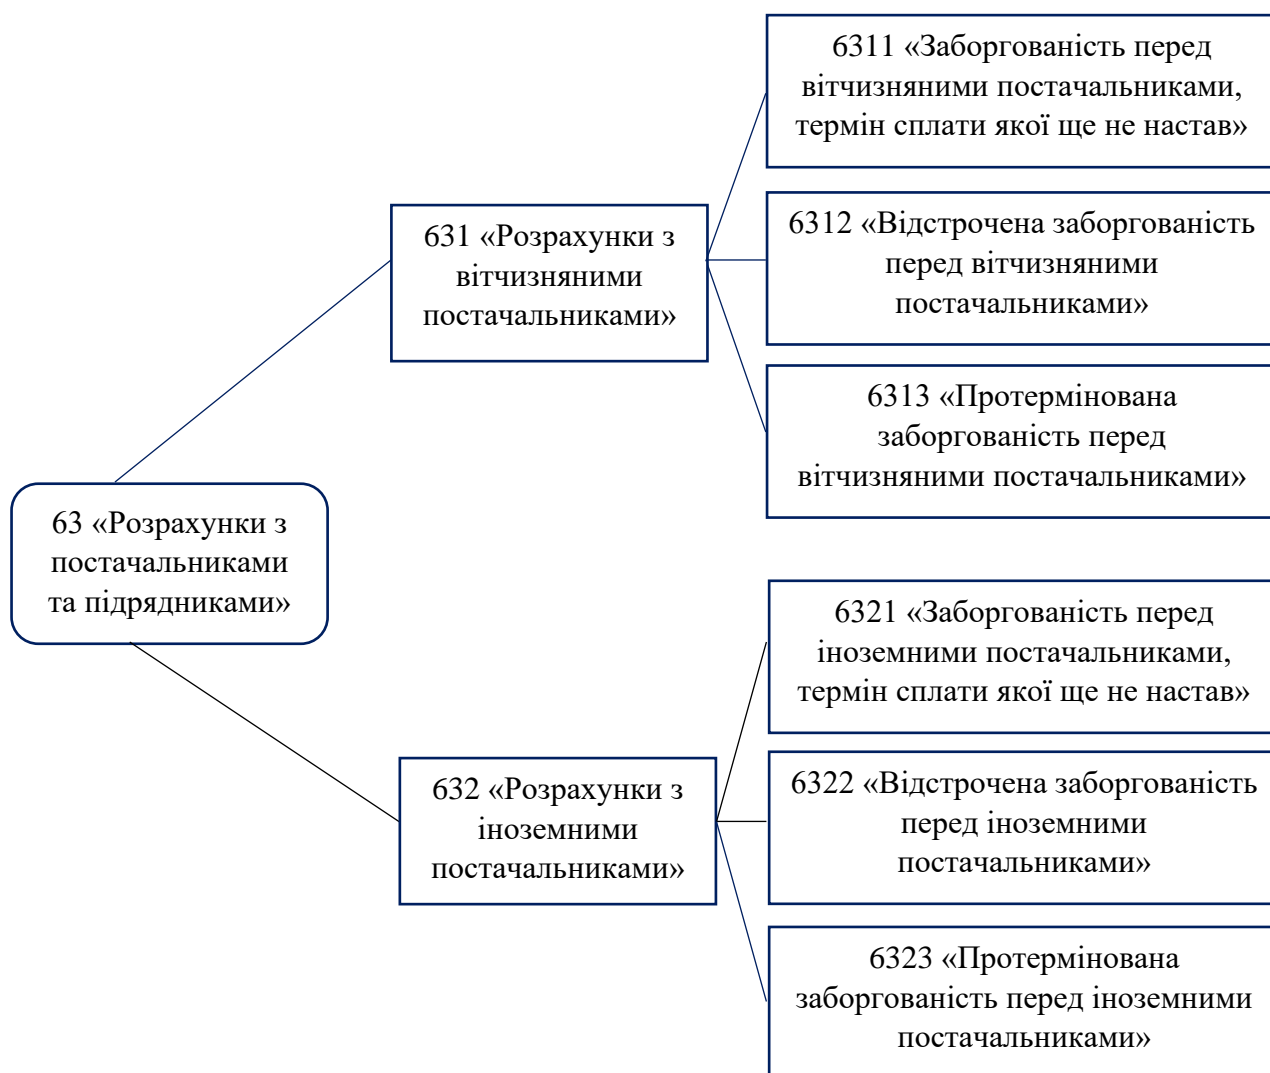 6311 «Заборгованість перед
вітчизняними постачальниками,
термін сплати якої ще не настав»
631 «Розрахунки з
вітчизняними
постачальниками»
6312 «Відстрочена заборгованість
перед вітчизняними
постачальниками»
6313 «Протермінована
заборгованість перед
вітчизняними постачальниками»
63 «Розрахунки з
постачальниками
та підрядниками»
6321 «Заборгованість перед
іноземними постачальниками,
термін сплати якої ще не настав»
632 «Розрахунки з
іноземними
постачальниками»
6322 «Відстрочена заборгованість
перед іноземними
постачальниками»
6323 «Протермінована
заборгованість перед іноземними
постачальниками»